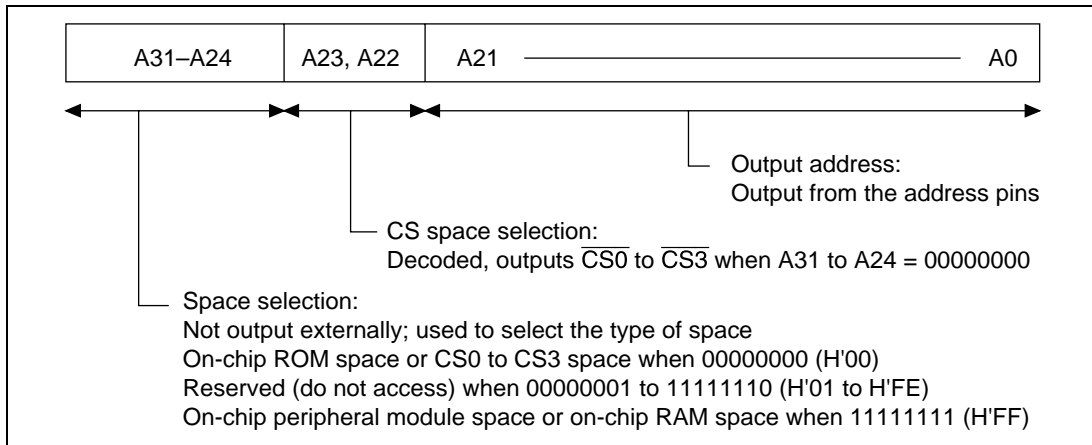 A31–A24 A23, A22 A21 A0
Output address:
Output from the address pins
CS space selection:
Decoded, outputs C̅S̅0̅ to C̅S̅3̅ when A31 to A24 = 00000000
Space selection:
Not output externally; used to select the type of space
On-chip ROM space or CS0 to CS3 space when 00000000 (H'00)
Reserved (do not access) when 00000001 to 11111110 (H'01 to H'FE)
On-chip peripheral module space or on-chip RAM space when 11111111 (H'FF)